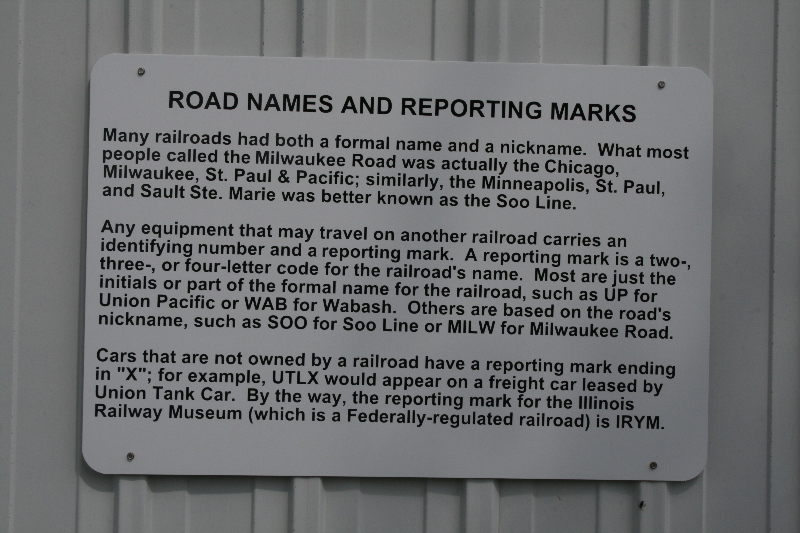 ROAD NAMES AND REPORTING MARKS
Many railroads had both a formal name and a nickname. What most
people called the Milwaukee Road was actually the Chicago,
Milwaukee, St. Paul & Pacific; similarly, the Minneapolis, St. Paul,
and Sault Ste. Marie was better known as the Soo Line.
Any equipment that may travel on another railroad carries an
identifying number and a reporting mark. A reporting mark is a two-,
three-, or four-letter code for the railroad's name. Most are just the
initials or part of the formal name for the railroad, such as UP for
Union Pacific or WAB for Wabash. Others are based on the road's
nickname, such as SOO for Soo Line or MILW for Milwaukee Road.
Cars that are not owned by a railroad have a reporting mark ending
in "X"; for example, UTLX would appear on a freight car leased by
Union Tank Car. By the way, the reporting mark for the Illinois
Railway Museum (which is a Federally-regulated railroad) is IRYM.